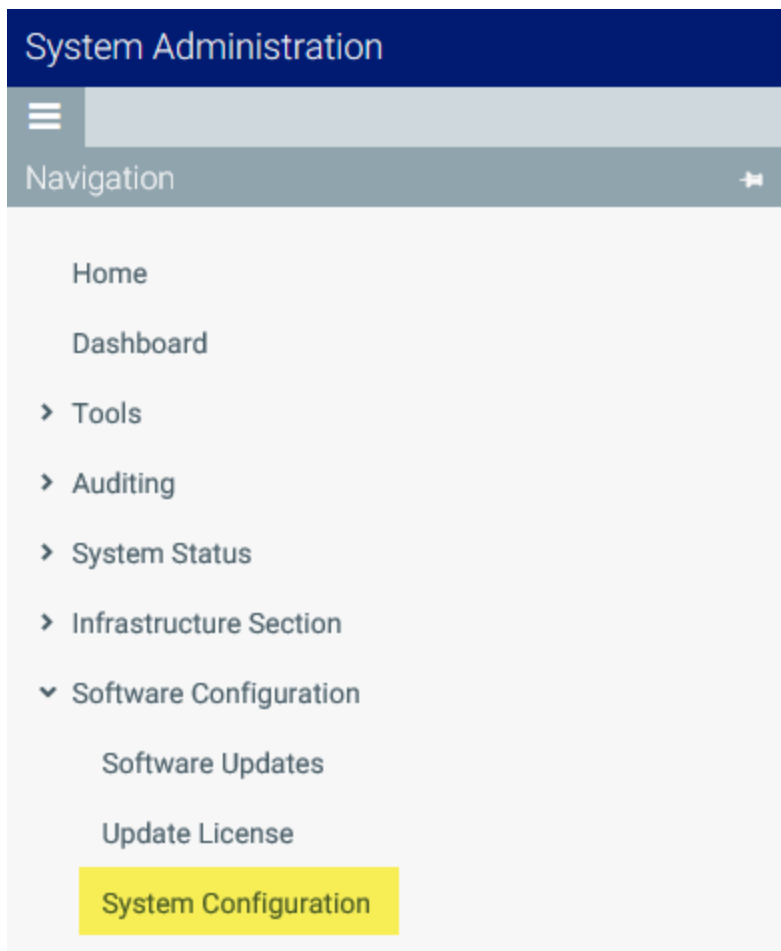 System Administration
Navigation
Home
Dashboard
Tools
Auditing
System Status
Infrastructure Section
Software Configuration
Software Updates
Update License
System Configuration